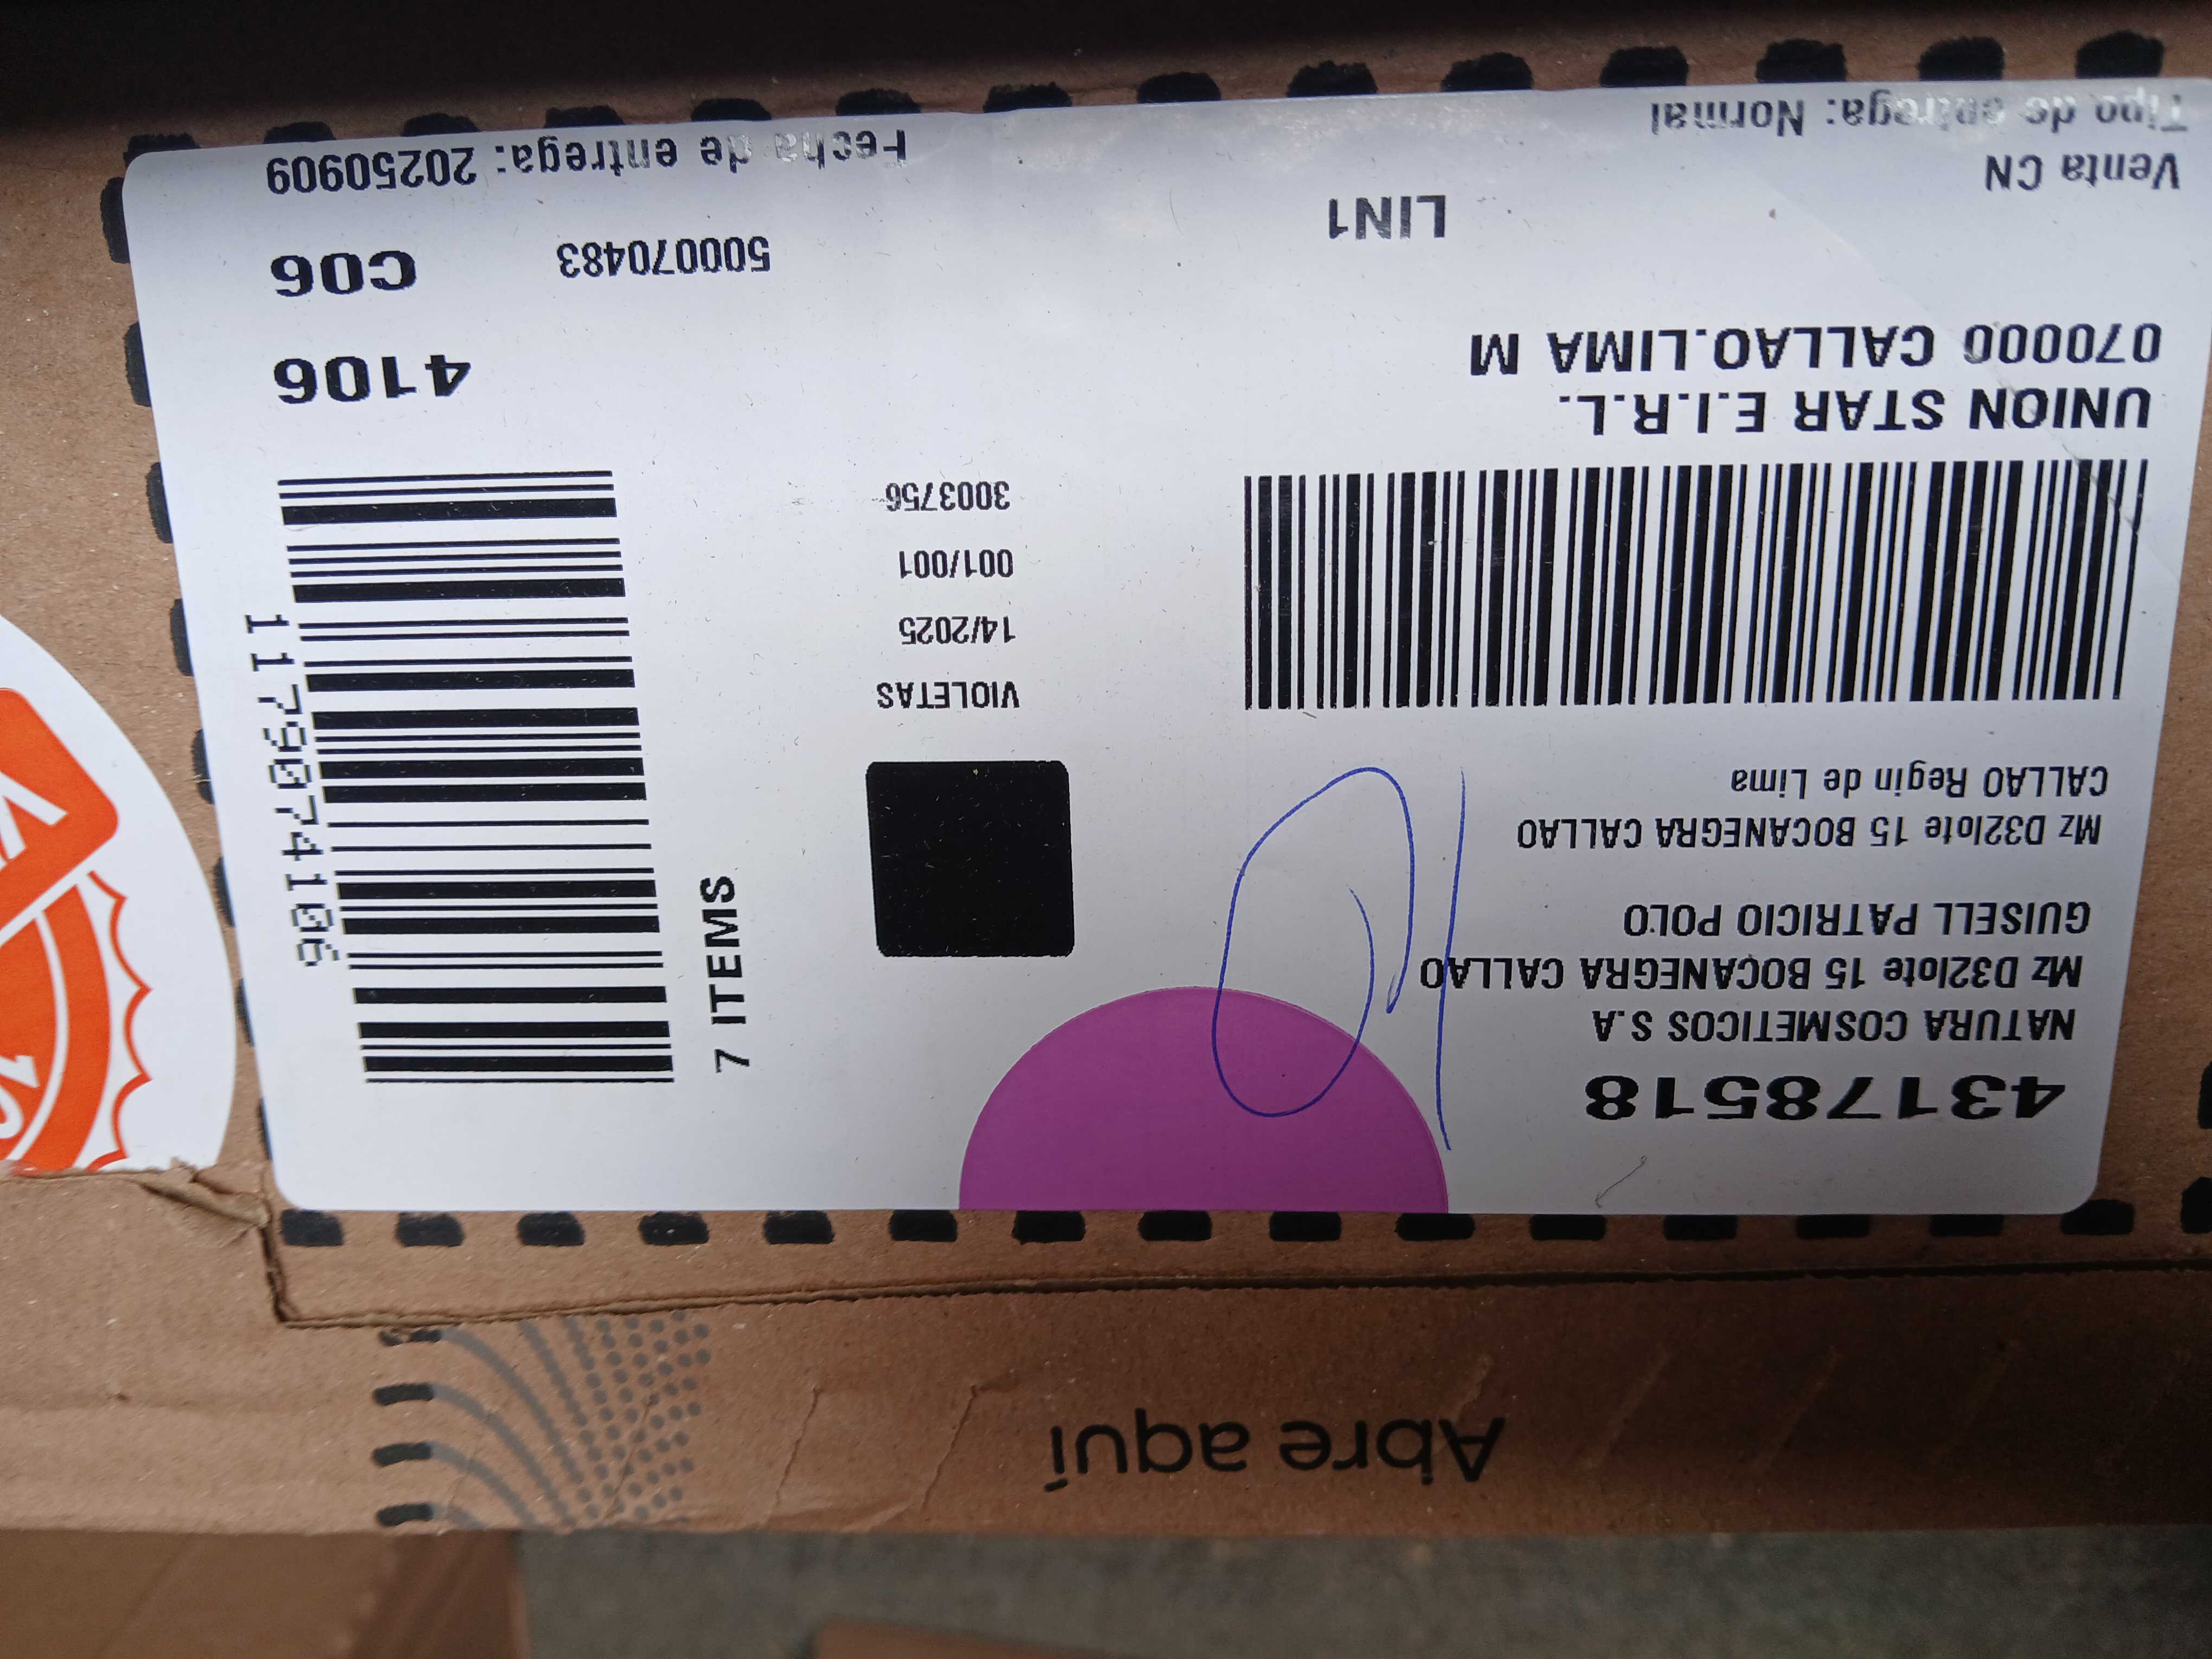 43178518
NATURA COSMETICOS S.A
Mz D32lote 15 BOCANEGRA CALLAO
GUISELL PATRICIO POLO
Mz D32lote 15 BOCANEGRA CALLAO
CALLAO Regin de Lima
UNION STAR E.I.R.L.
070000 CALLAO.LIMA M
LIN1
Venta CN
Tipo de entrega: Normal
VIOLETAS
14/2025
001/001
3003756
7 ITEMS
1179074106
4106
500070483
C06
Fecha de entrega: 20250909
Abre aquí